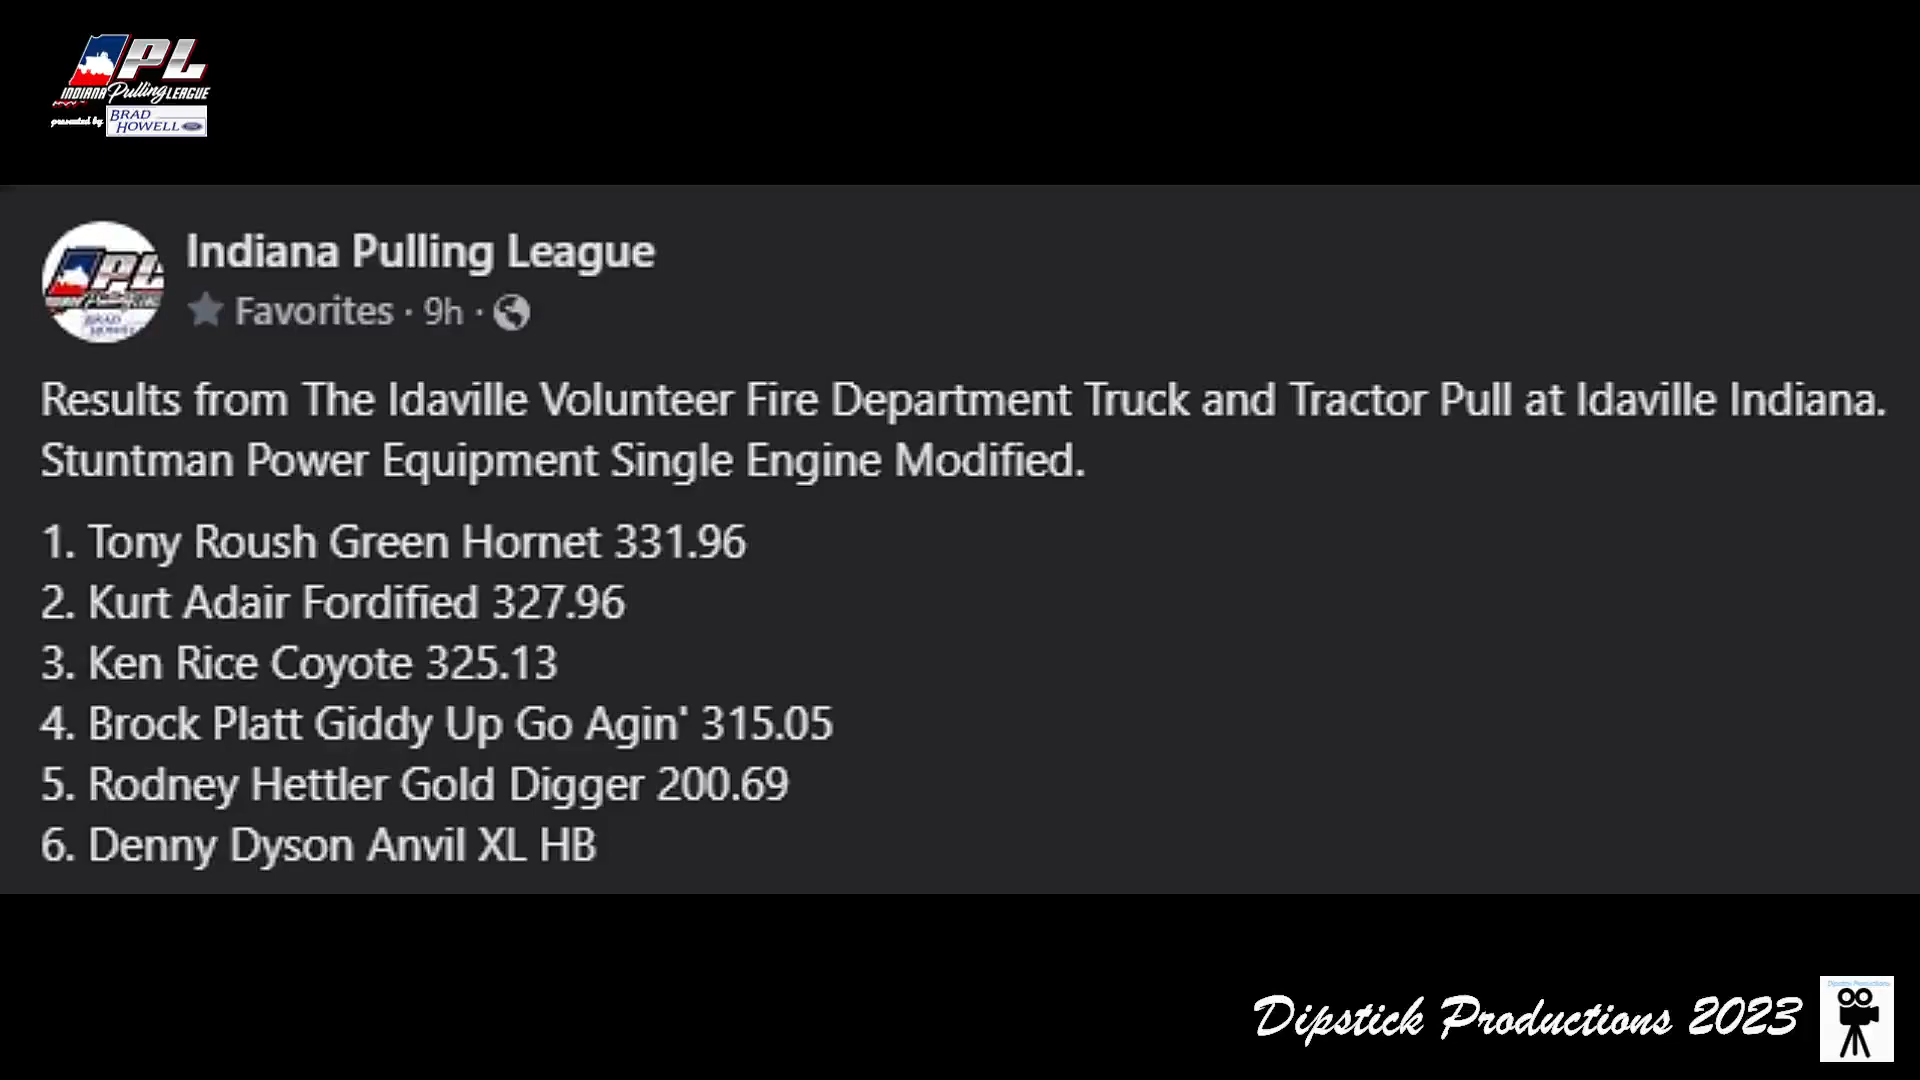 IPL
INDIANA Pulling LEAGUE
presented by BRAD HOWELL
Indiana Pulling League
Favorites · 9h ·
Results from The Idaville Volunteer Fire Department Truck and Tractor Pull at Idaville Indiana.
Stuntman Power Equipment Single Engine Modified.
1. Tony Roush Green Hornet 331.96
2. Kurt Adair Fordified 327.96
3. Ken Rice Coyote 325.13
4. Brock Platt Giddy Up Go Agin' 315.05
5. Rodney Hettler Gold Digger 200.69
6. Denny Dyson Anvil XL HB
Dipstick Productions 2023
Dipstick Productions